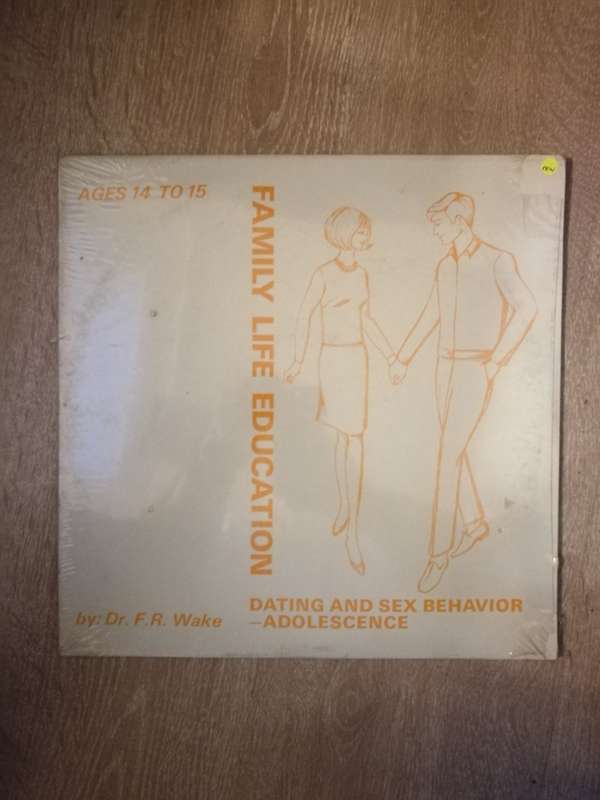 AGES 14 TO 15
FAMILY LIFE EDUCATION
DATING AND SEX BEHAVIOR
—ADOLESCENCE
by: Dr. F.R. Wake